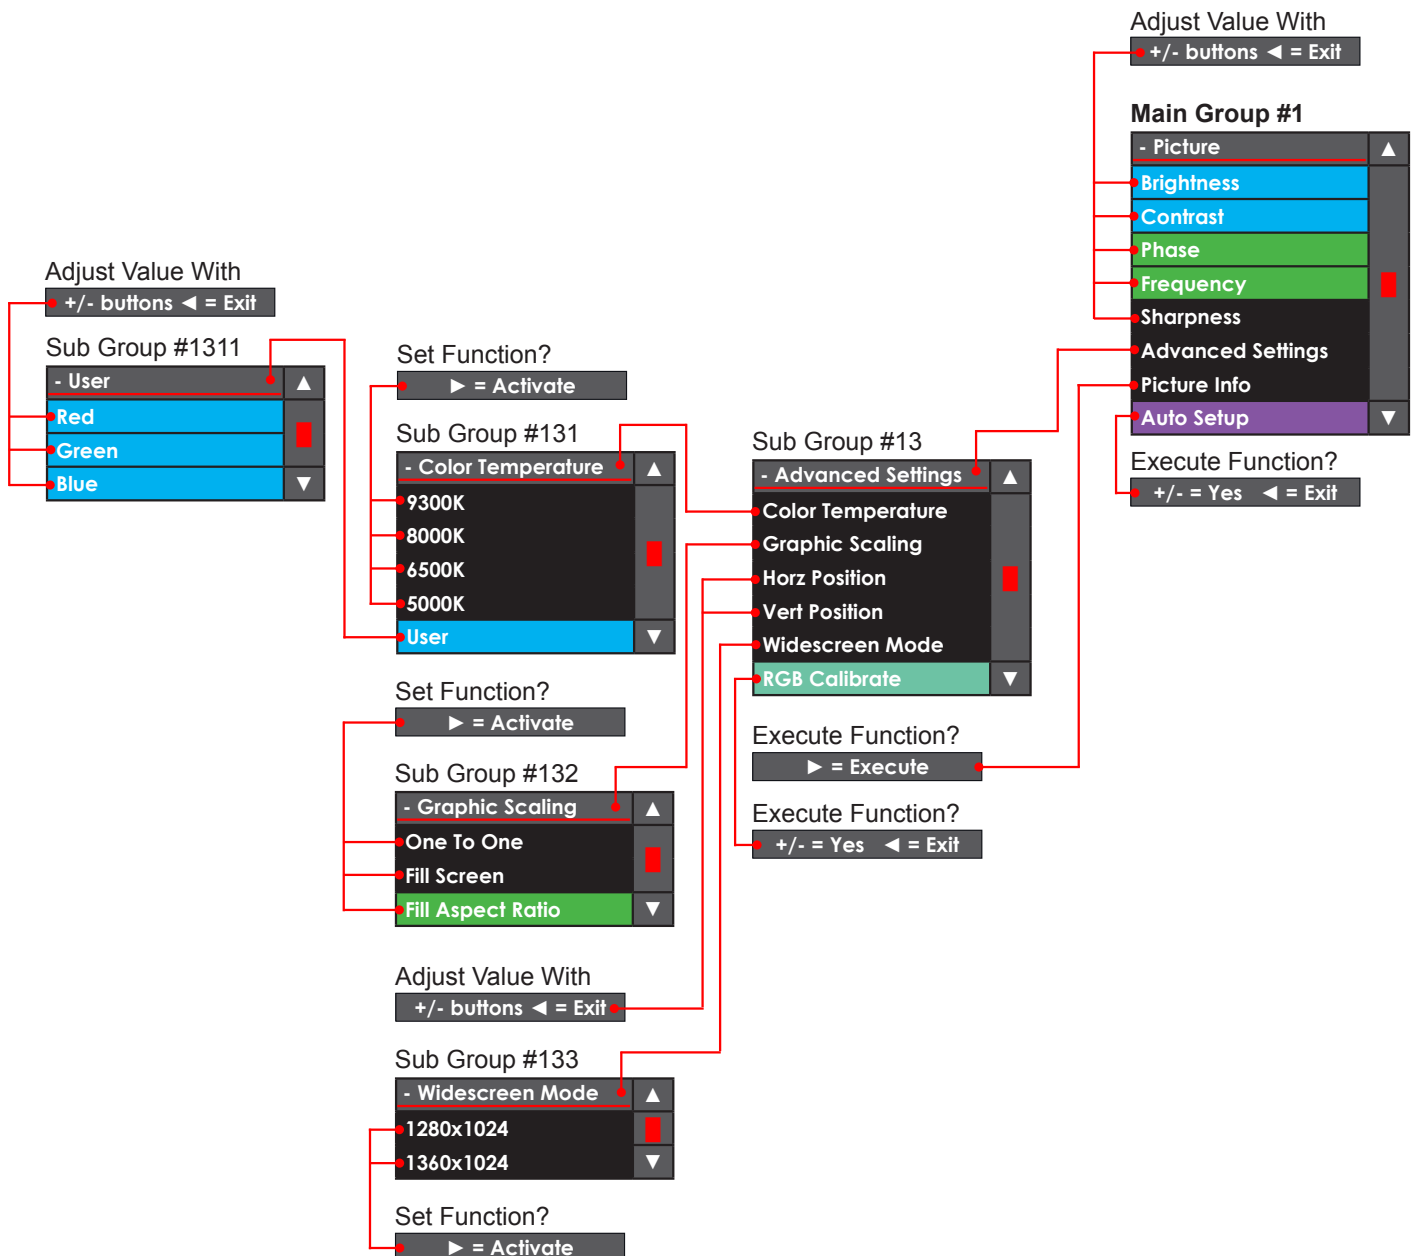 Adjust Value With
+/- buttons ◄ = Exit
Main Group #1
- Picture ▲
Brightness
Contrast
Phase
Frequency
Sharpness
Advanced Settings
Picture Info
Auto Setup ▼
Execute Function?
+/- = Yes ◄ = Exit
Adjust Value With
+/- buttons ◄ = Exit
Sub Group #1311
- User ▲
Red
Green
Blue ▼
Set Function?
► = Activate
Sub Group #131
- Color Temperature ▲
9300K
8000K
6500K
5000K
User ▼
Sub Group #13
- Advanced Settings ▲
Color Temperature
Graphic Scaling
Horz Position
Vert Position
Widescreen Mode
RGB Calibrate ▼
Execute Function?
► = Execute
Execute Function?
+/- = Yes ◄ = Exit
Set Function?
► = Activate
Sub Group #132
- Graphic Scaling ▲
One To One
Fill Screen
Fill Aspect Ratio ▼
Adjust Value With
+/- buttons ◄ = Exit
Sub Group #133
- Widescreen Mode ▲
1280x1024
1360x1024 ▼
Set Function?
► = Activate